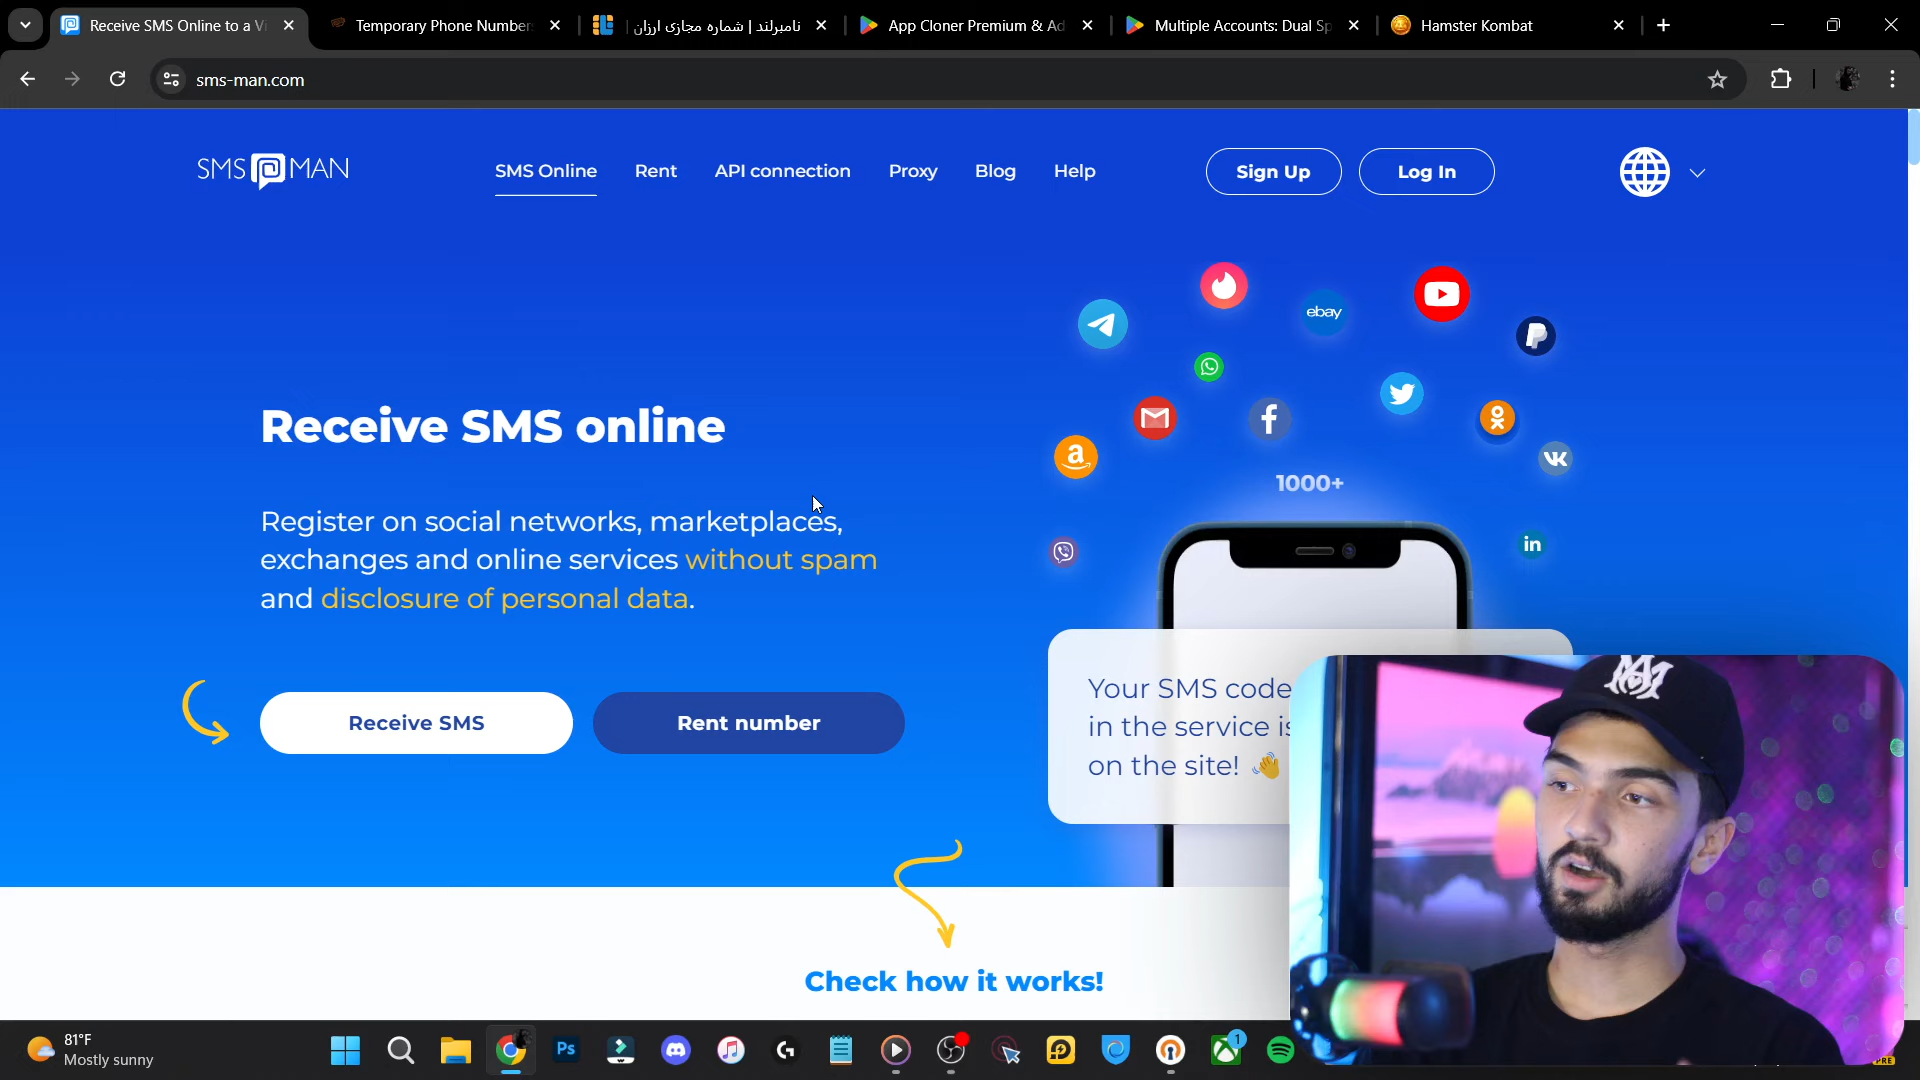 Receive SMS Online to a Vi
Temporary Phone Number
نامبرلند | شماره مجازی ارزان
App Cloner Premium & Ad
Multiple Accounts: Dual Sp
Hamster Kombat
sms-man.com
SMS MAN
SMS Online
Rent
API connection
Proxy
Blog
Help
Sign Up
Log In
ebay
1000+
Receive SMS online
Register on social networks, marketplaces,
exchanges and online services without spam
and disclosure of personal data.
Receive SMS
Rent number
Your SMS code
in the service is
on the site! 👋
Check how it works!
81°F
Mostly sunny
Ps
1
PRE